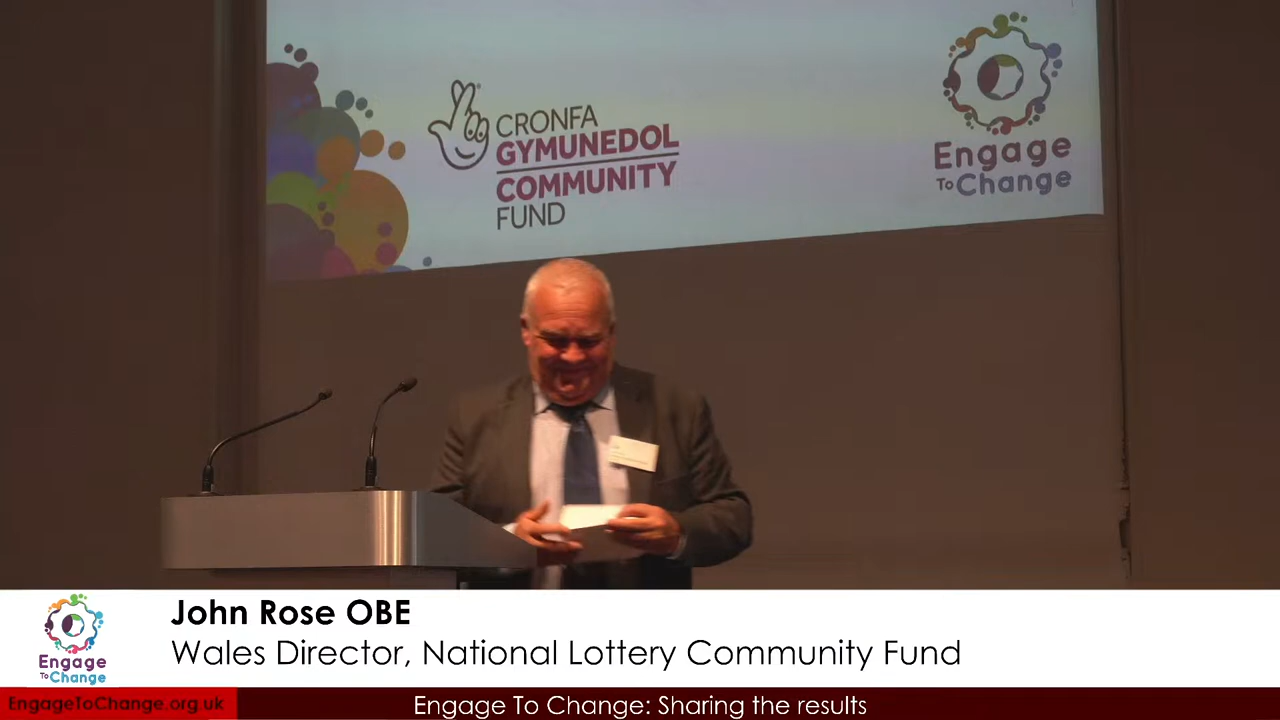 CRONFA
GYMUNEDOL
COMMUNITY
FUND
Engage
To Change
John Rose OBE
Wales Director, National Lottery Community Fund
Engage
To Change
EngageToChange.org.uk
Engage To Change: Sharing the results